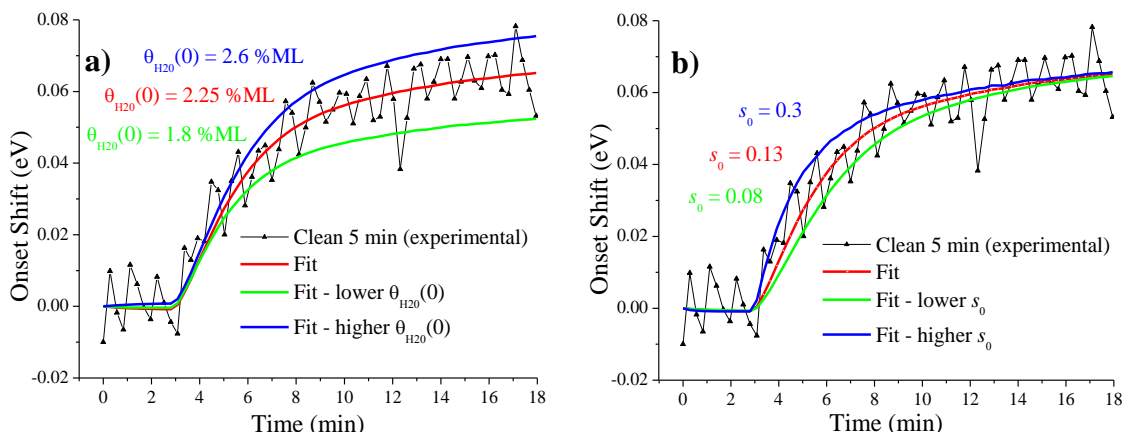 a)
θH20(0) = 2.6 %ML
θH20(0) = 2.25 %ML
θH20(0) = 1.8 %ML
Clean 5 min (experimental)
Fit
Fit - lower θH20(0)
Fit - higher θH20(0)
Onset Shift (eV)
0.08
0.06
0.04
0.02
0.00
-0.02
0 2 4 6 8 10 12 14 16 18
Time (min)
b)
s0 = 0.3
s0 = 0.13
s0 = 0.08
Clean 5 min (experimental)
Fit
Fit - lower s0
Fit - higher s0
Onset Shift (eV)
0.08
0.06
0.04
0.02
0.00
-0.02
0 2 4 6 8 10 12 14 16 18
Time (min)